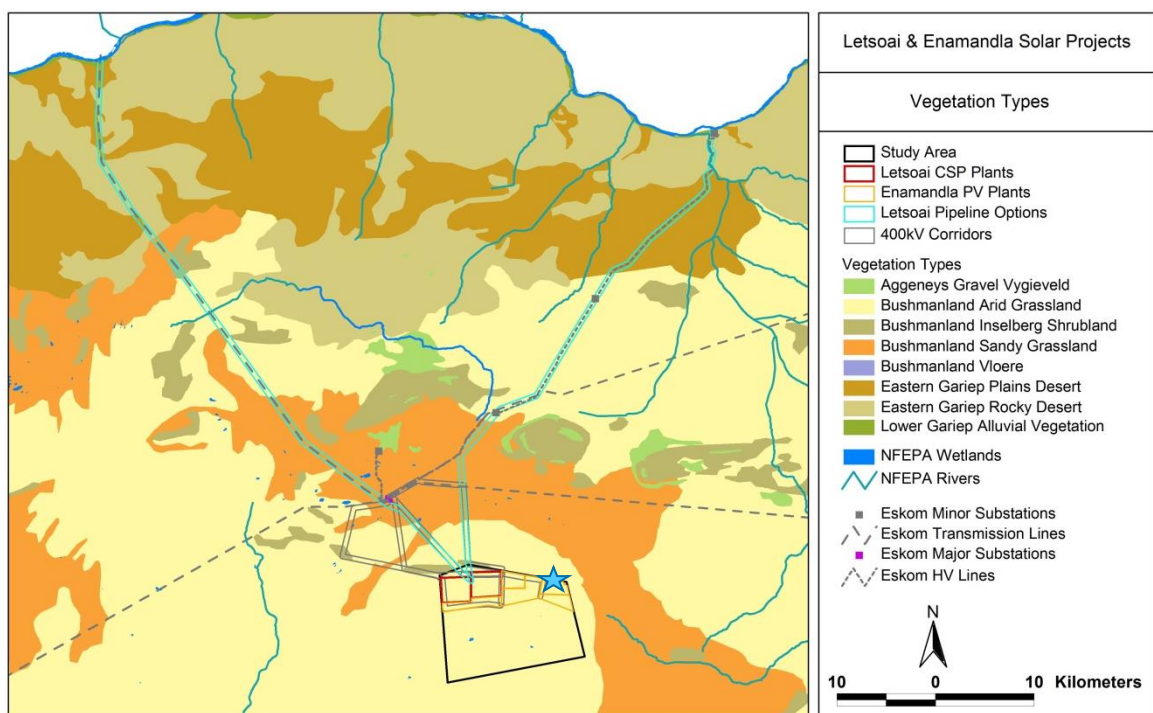 Letsoai & Enamandla Solar Projects
Vegetation Types
Study Area
Letsoai CSP Plants
Enamandla PV Plants
Letsoai Pipeline Options
400kV Corridors
Vegetation Types
Aggeneys Gravel Vygieveld
Bushmanland Arid Grassland
Bushmanland Inselberg Shrubland
Bushmanland Sandy Grassland
Bushmanland Vloere
Eastern Gariep Plains Desert
Eastern Gariep Rocky Desert
Lower Gariep Alluvial Vegetation
NFEPA Wetlands
NFEPA Rivers
Eskom Minor Substations
Eskom Transmission Lines
Eskom Major Substations
Eskom HV Lines
N
10 0 10 Kilometers